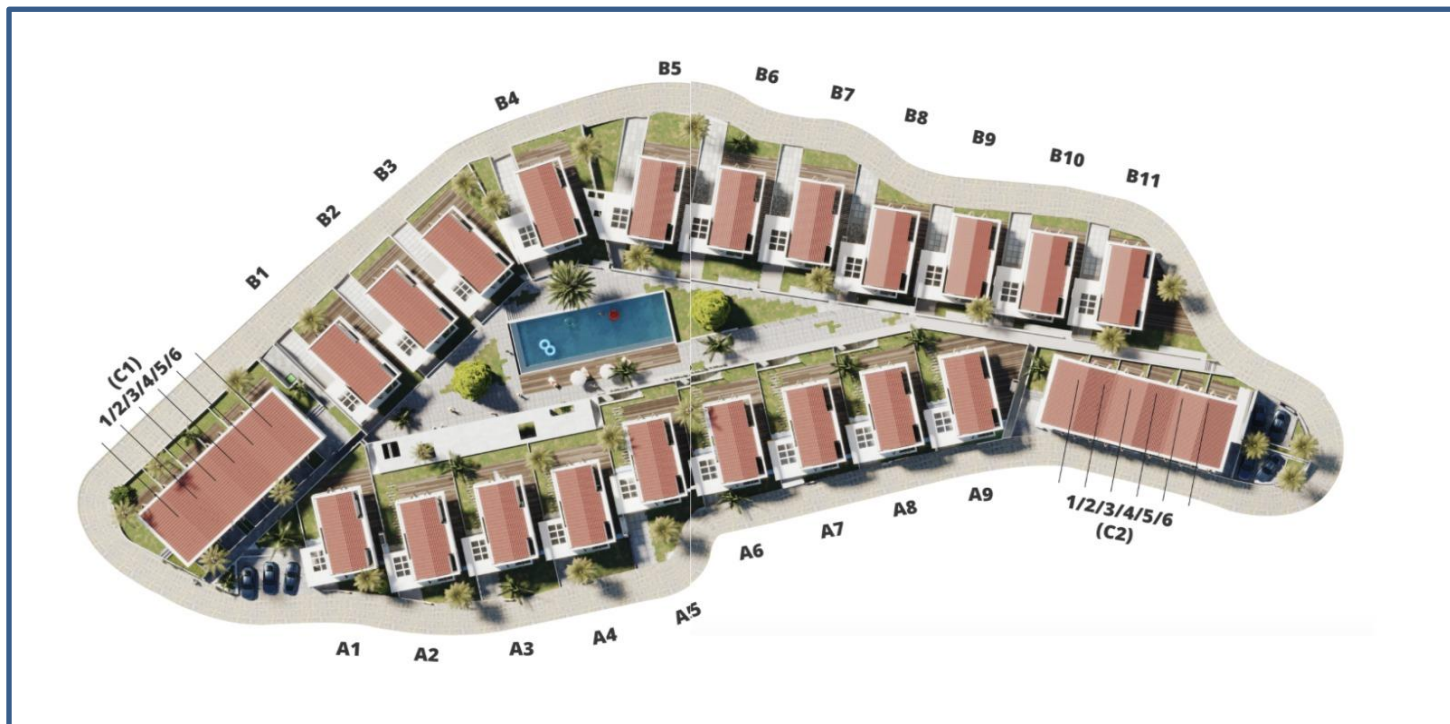 B5
B6
B4
B7
B8
B9
B3
B10
B11
B2
B1
(C1)
1/2/3/4/5/6
1/2/3/4/5/6
(C2)
A9
A8
A7
A6
A5
A4
A3
A2
A1